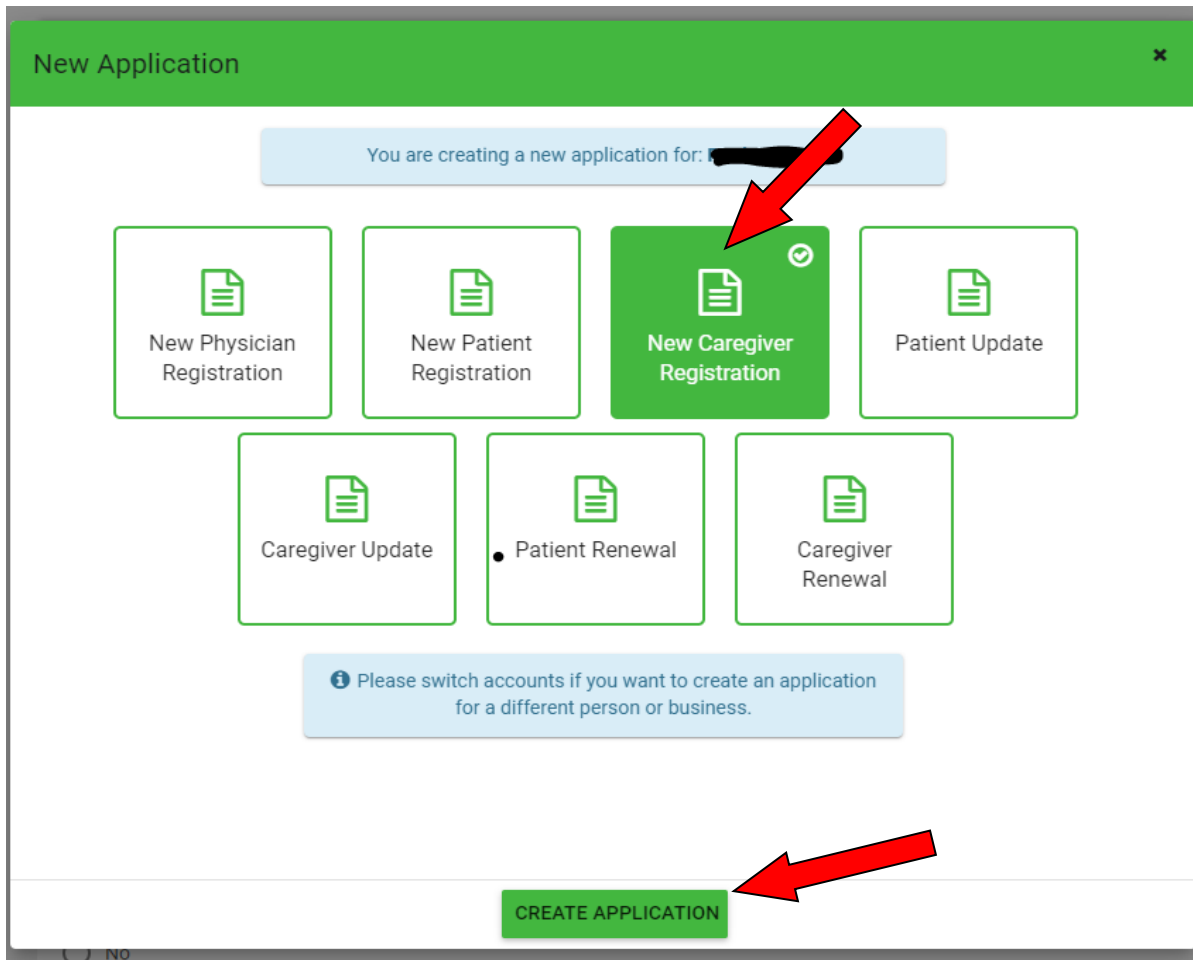 New Application
You are creating a new application for:
New Physician
Registration
New Patient
Registration
New Caregiver
Registration
Patient Update
Caregiver Update
Patient Renewal
Caregiver
Renewal
Please switch accounts if you want to create an application
for a different person or business.
CREATE APPLICATION
No